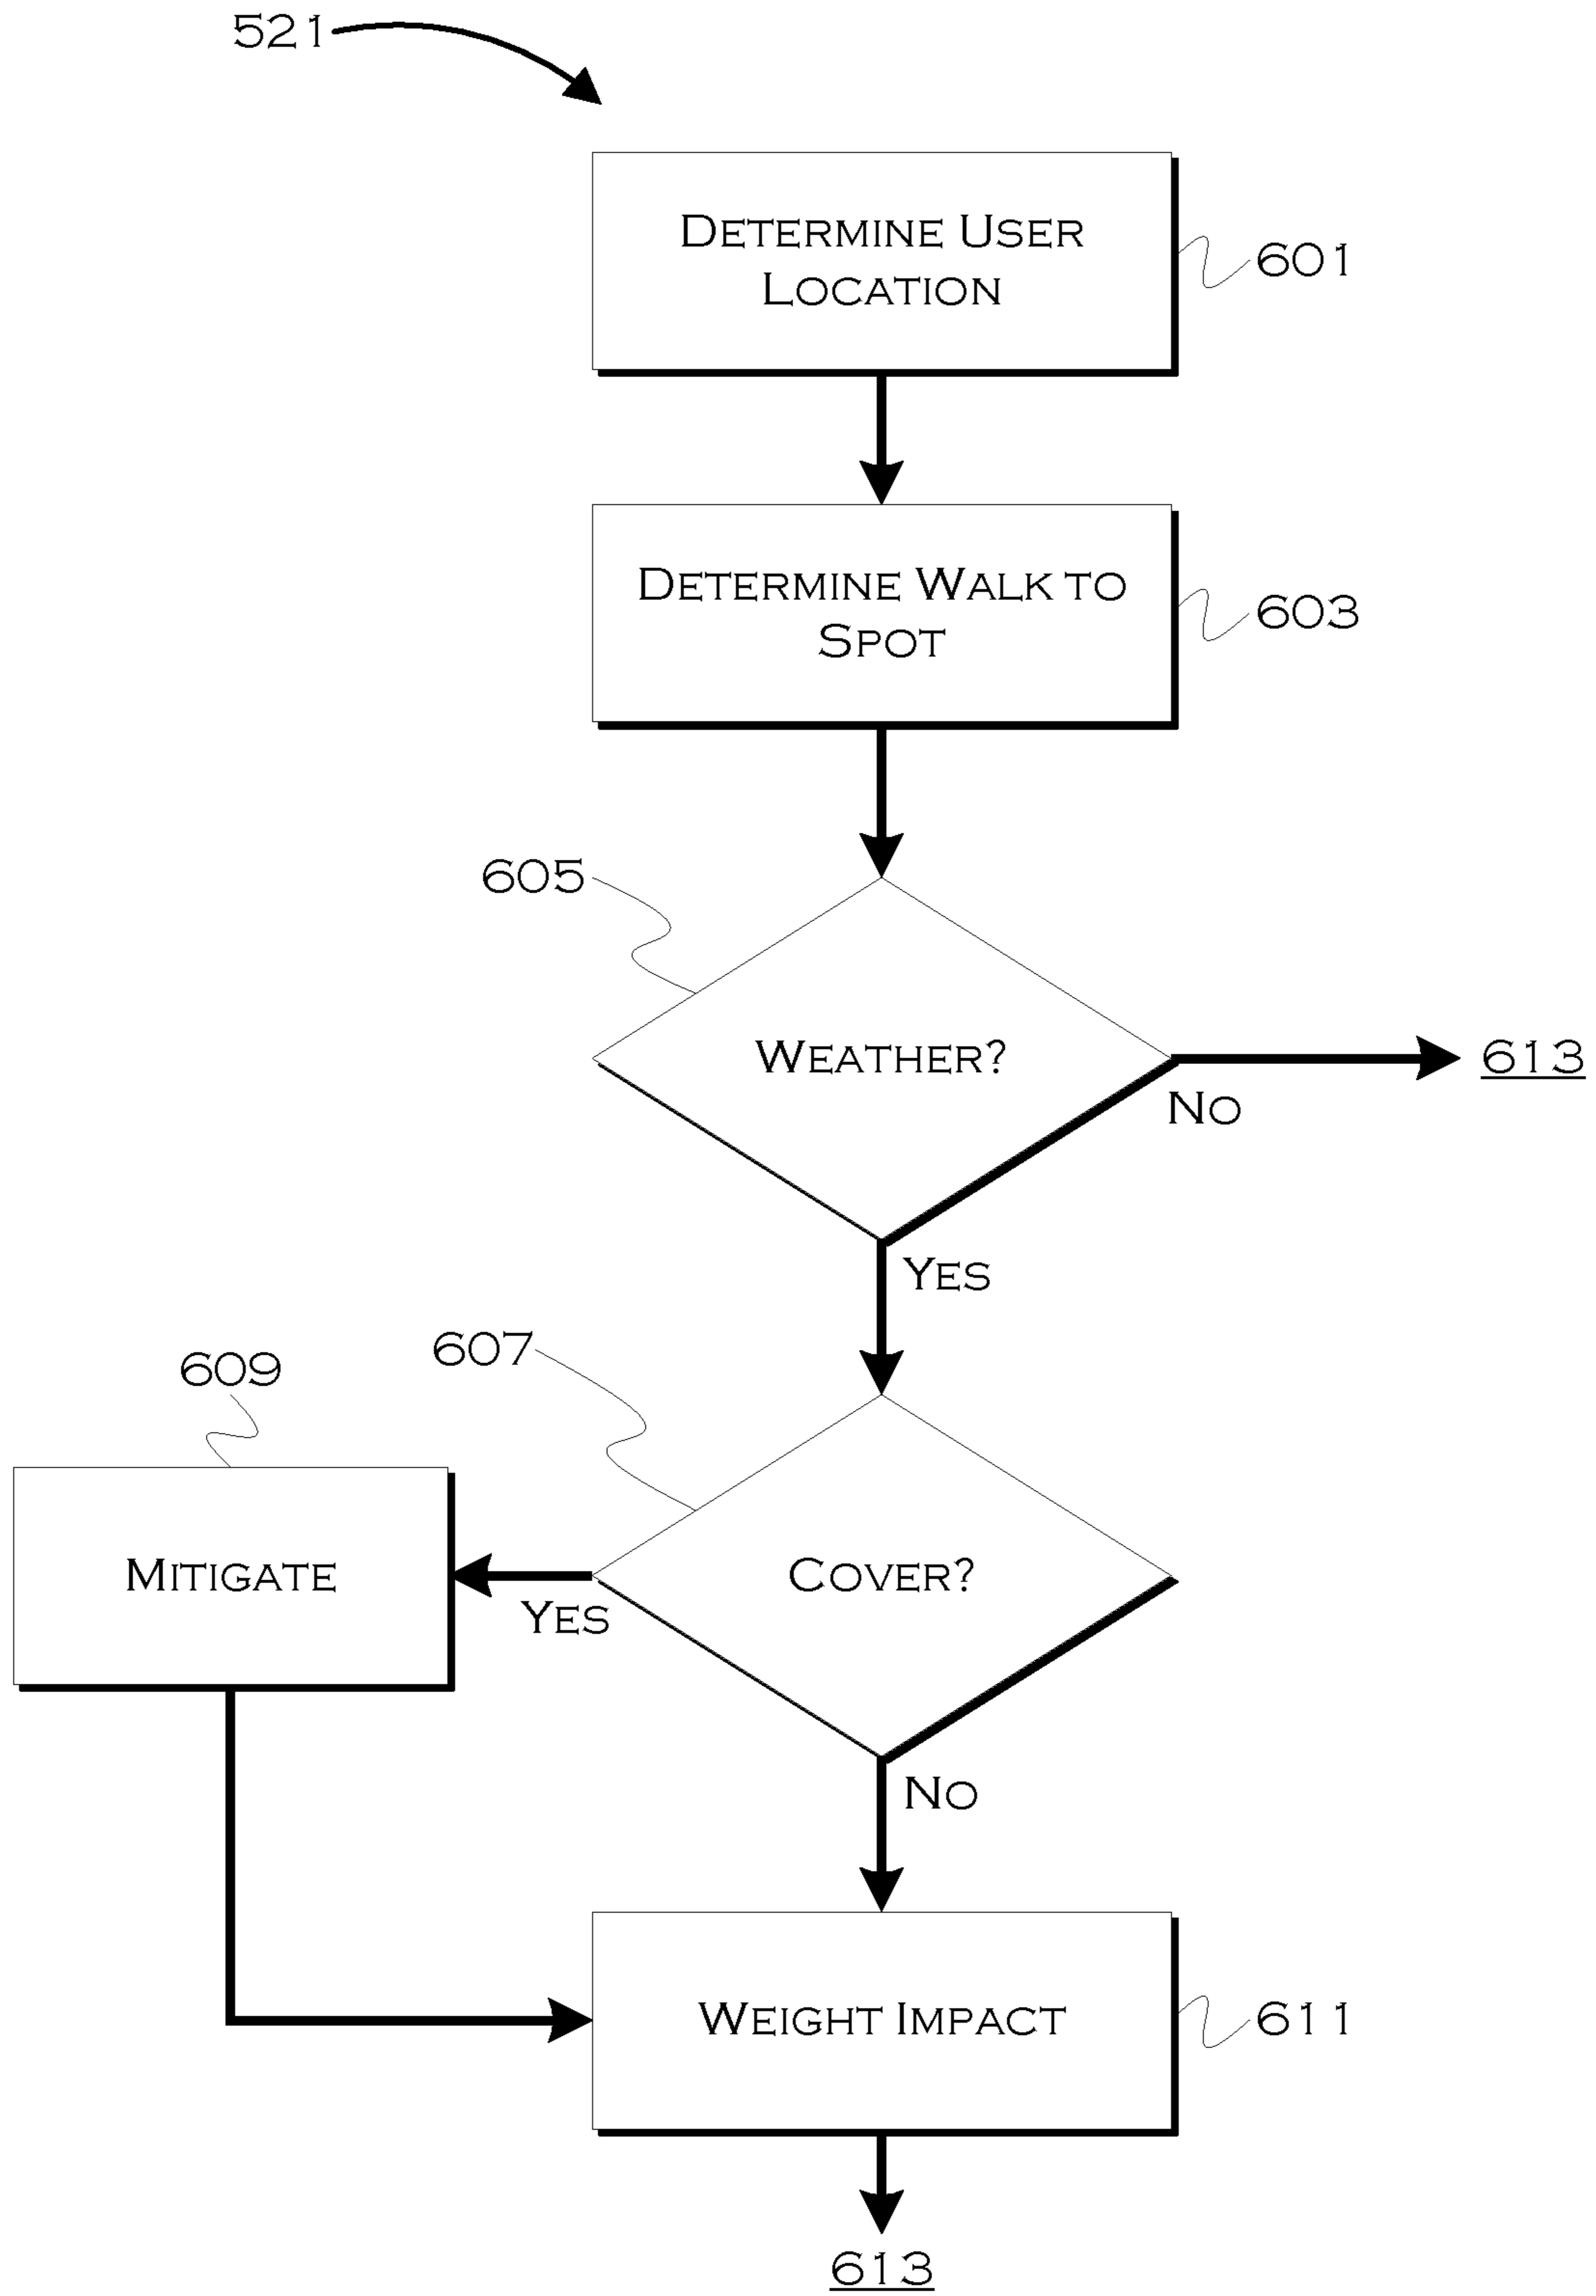 521
DETERMINE USER
LOCATION
601
DETERMINE WALK TO
SPOT
603
605
WEATHER?
613
NO
YES
607
609
MITIGATE
COVER?
YES
NO
WEIGHT IMPACT
611
613